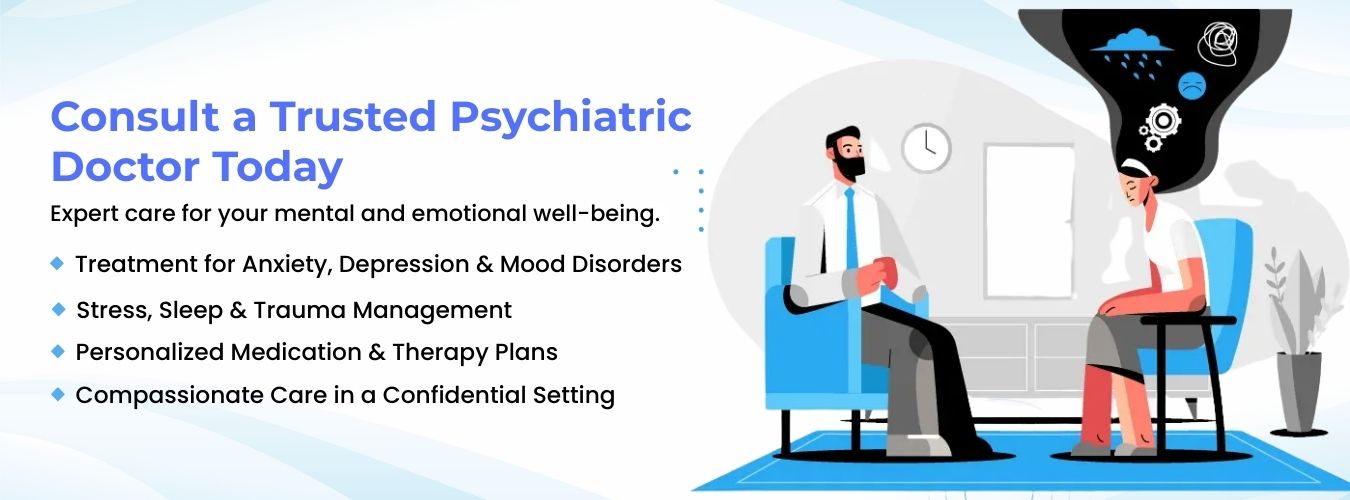 Consult a Trusted Psychiatric
Doctor Today
Expert care for your mental and emotional well-being.
Treatment for Anxiety, Depression & Mood Disorders
Stress, Sleep & Trauma Management
Personalized Medication & Therapy Plans
Compassionate Care in a Confidential Setting